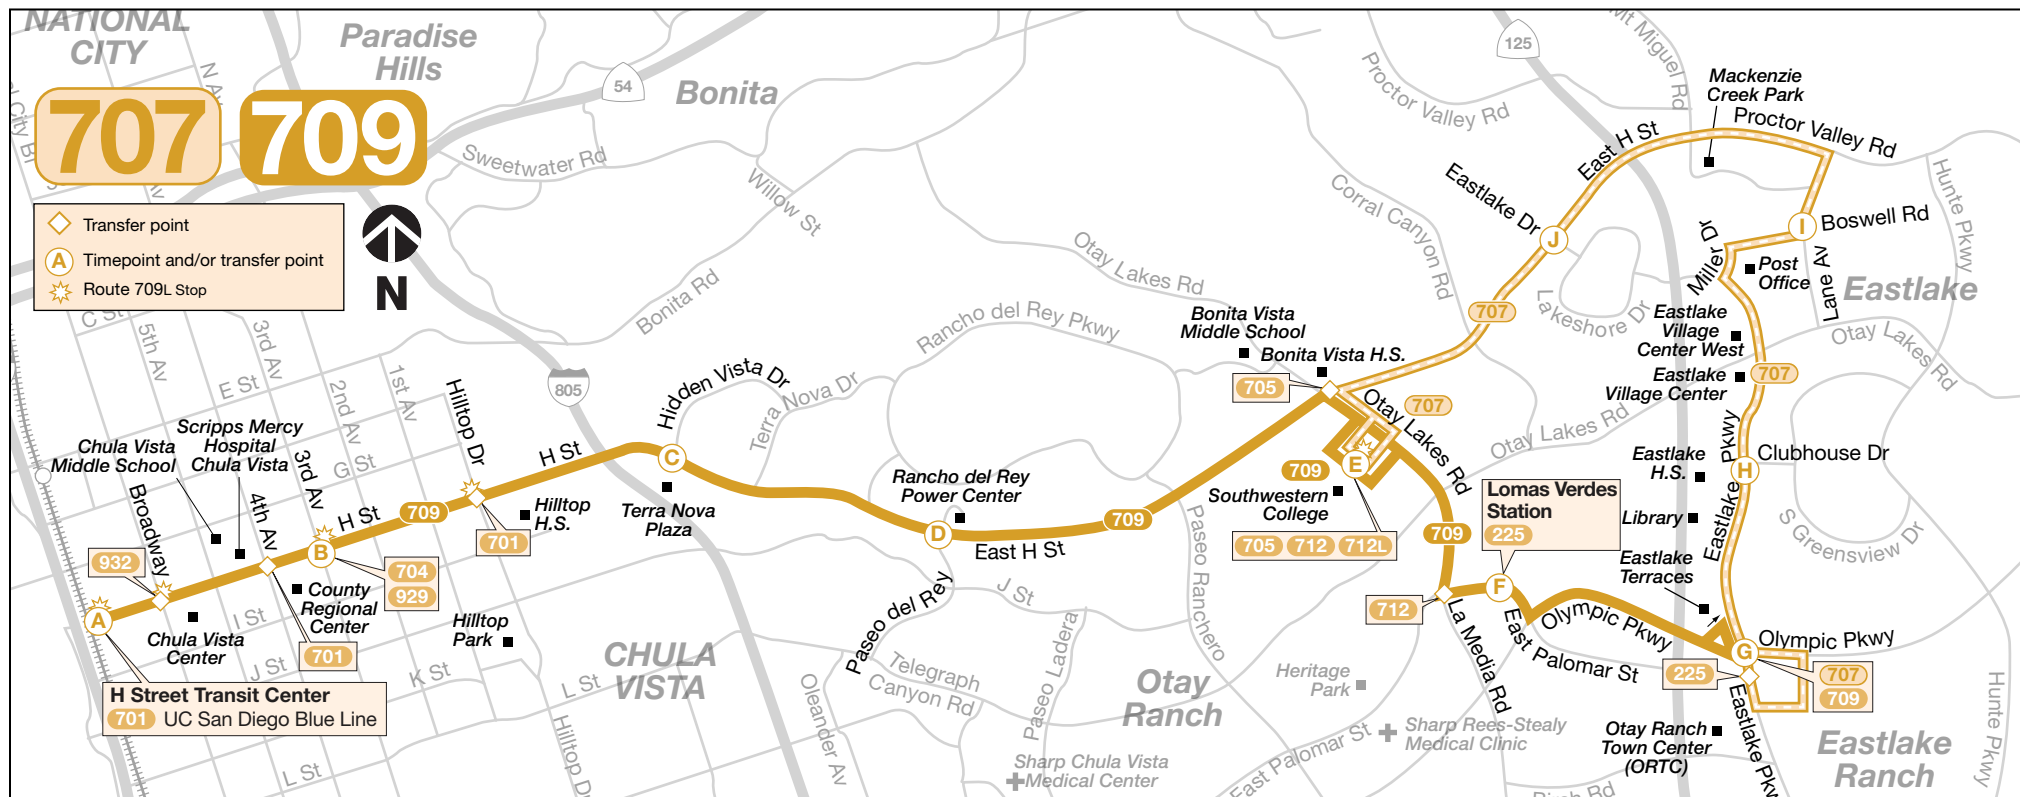 NATIONAL
CITY
Paradise
Hills
Bonita
54
125
707
709
Transfer point
A
Timepoint and/or transfer point
Route 709L Stop
N
N Av
Sweetwater Rd
Willow St
Bonita Rd
Proctor Valley Rd
Mt Miguel Rd
Mackenzie
Creek Park
East H St
Proctor Valley Rd
Hunte Pkwy
Corral Canyon Rd
Eastlake Dr
J
I
Boswell Rd
Miller Dr
Post
Office
Lane Av
Eastlake
Otay Lakes Rd
Lakeshore Dr
707
Eastlake
Village
Center West
Otay Lakes Rd
Eastlake
Village Center
707
C St
5th Av
3rd Av
E St
2nd Av
1st Av
G St
Hilltop Dr
805
Hidden Vista Dr
Terra Nova Dr
Rancho del Rey Pkwy
Bonita Vista
Middle School
Bonita Vista H.S.
705
707
Otay Lakes Rd
Otay Lakes Rd
Chula Vista
Middle School
Scripps Mercy
Hospital
Chula Vista
Broadway
4th Av
3rd Av
H St
709
H St
Hilltop
H.S.
701
C
Terra Nova
Plaza
Rancho del Rey
Power Center
D
East H St
709
E
709
Southwestern
College
705
712
712L
709
Lomas Verdes
Station
225
Eastlake
H.S.
Library
Eastlake Pkwy
H
Clubhouse Dr
S Greensview Dr
Eastlake
Terraces
932
B
704
929
A
Chula Vista
Center
County
Regional
Center
701
I St
J St
K St
L St
L St
Hilltop
Park
Hilltop Dr
H Street Transit Center
701 UC San Diego Blue Line
CHULA
VISTA
Oleander Av
Paseo del Rey
J St
Telegraph
Canyon Rd
Paseo Ladera
Paseo Ranchero
Otay
Ranch
Sharp Chula Vista
Medical Center
Heritage
Park
East Palomar St
Sharp Rees-Stealy
Medical Clinic
712
La Media Rd
F
East Palomar St
Olympic Pkwy
G
Olympic Pkwy
225
707
709
Otay Ranch
Town Center
(ORTC)
Eastlake Pkwy
Eastlake
Ranch
Hunte Pkwy
Birch Rd